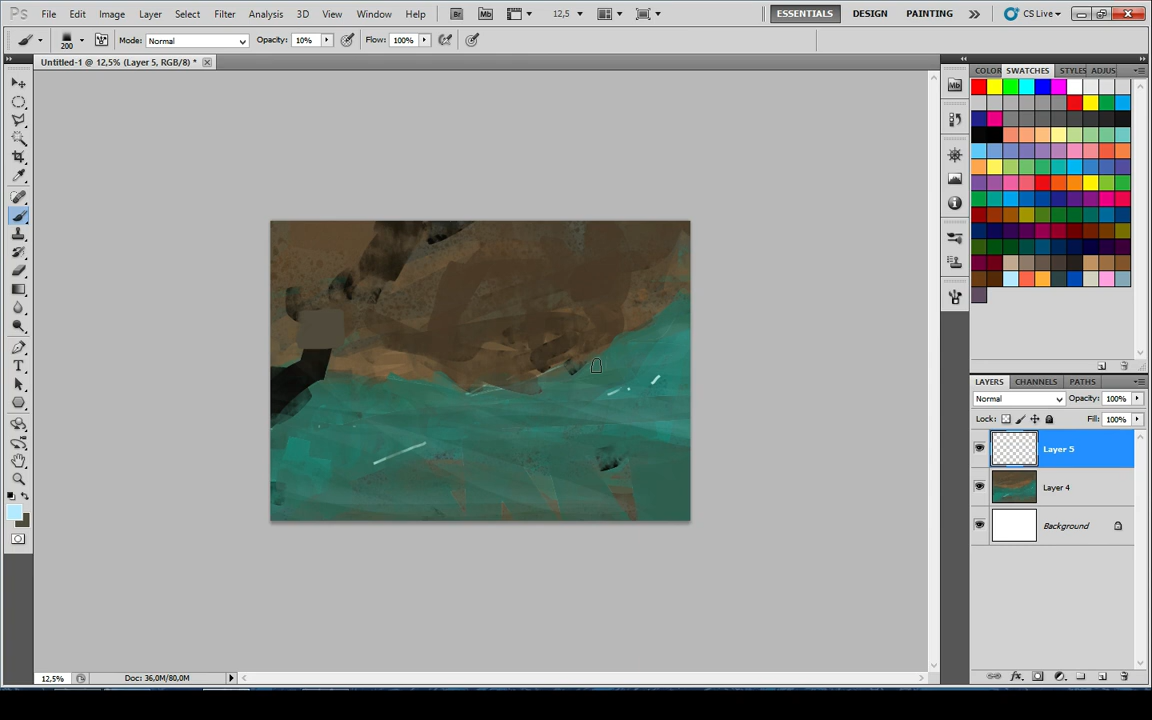 Ps File Edit Image Layer Select Filter Analysis 3D View Window Help Br Mb 12,5 ESSENTIALS DESIGN PAINTING CS Live
200 Mode: Normal Opacity: 10% Flow: 100%
Untitled-1 @ 12,5% (Layer 5, RGB/8) *
COLOR SWATCHES STYLES ADJUS
Mb
LAYERS CHANNELS PATHS
Normal Opacity: 100%
Lock: Fill: 100%
Layer 5
Layer 4
Background
12,5% Doc: 36,0M/80,0M